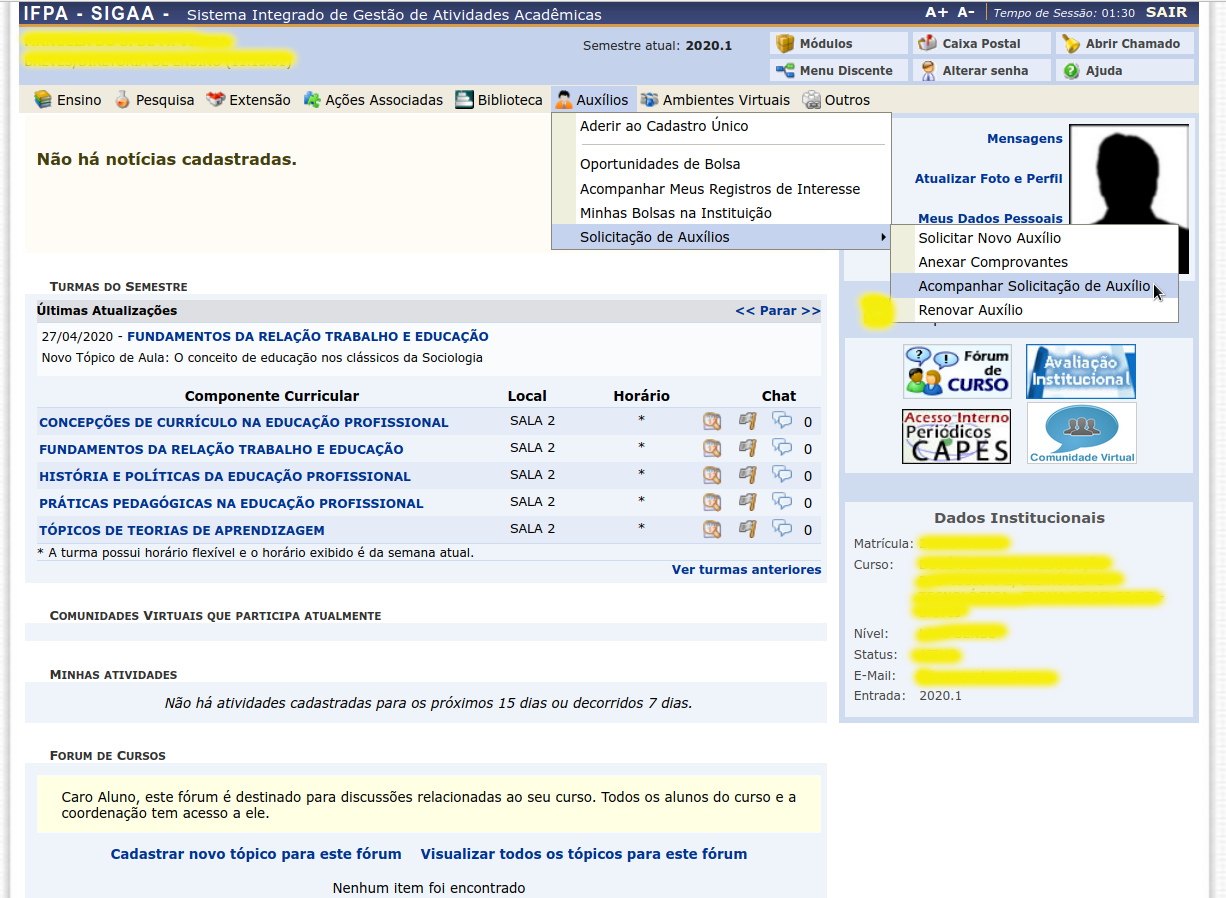 IFPA - SIGAA - Sistema Integrado de Gestão de Atividades Acadêmicas
A+ A- Tempo de Sessão: 01:30 SAIR
Semestre atual: 2020.1
Módulos Caixa Postal Abrir Chamado
Menu Discente Alterar senha Ajuda
Ensino Pesquisa Extensão Ações Associadas Biblioteca Auxílios Ambientes Virtuais Outros
Aderir ao Cadastro Único
Oportunidades de Bolsa
Acompanhar Meus Registros de Interesse
Minhas Bolsas na Instituição
Solicitação de Auxílios
Solicitar Novo Auxílio
Anexar Comprovantes
Acompanhar Solicitação de Auxílio
Renovar Auxílio
Não há notícias cadastradas.
Mensagens
Atualizar Foto e Perfil
Meus Dados Pessoais
Turmas do Semestre
Últimas Atualizações << Parar >>
27/04/2020 - FUNDAMENTOS DA RELAÇÃO TRABALHO E EDUCAÇÃO
Novo Tópico de Aula: O conceito de educação nos clássicos da Sociologia
Componente Curricular Local Horário Chat
CONCEPÇÕES DE CURRÍCULO NA EDUCAÇÃO PROFISSIONAL SALA 2 * 0
FUNDAMENTOS DA RELAÇÃO TRABALHO E EDUCAÇÃO SALA 2 * 0
HISTÓRIA E POLÍTICAS DA EDUCAÇÃO PROFISSIONAL SALA 2 * 0
PRÁTICAS PEDAGÓGICAS NA EDUCAÇÃO PROFISSIONAL SALA 2 * 0
TÓPICOS DE TEORIAS DE APRENDIZAGEM SALA 2 * 0
* A turma possui horário flexível e o horário exibido é da semana atual.
Ver turmas anteriores
Comunidades Virtuais que participa atualmente
Minhas atividades
Não há atividades cadastradas para os próximos 15 dias ou decorridos 7 dias.
Forum de Cursos
Caro Aluno, este fórum é destinado para discussões relacionadas ao seu curso. Todos os alunos do curso e a
coordenação tem acesso a ele.
Cadastrar novo tópico para este fórum Visualizar todos os tópicos para este fórum
Nenhum item foi encontrado
Fórum
de
CURSO
Avaliação
Institucional
Acesso Interno
Periódicos
CAPES
Comunidade Virtual
Dados Institucionais
Matrícula:
Curso:
Nível:
Status:
E-Mail:
Entrada: 2020.1